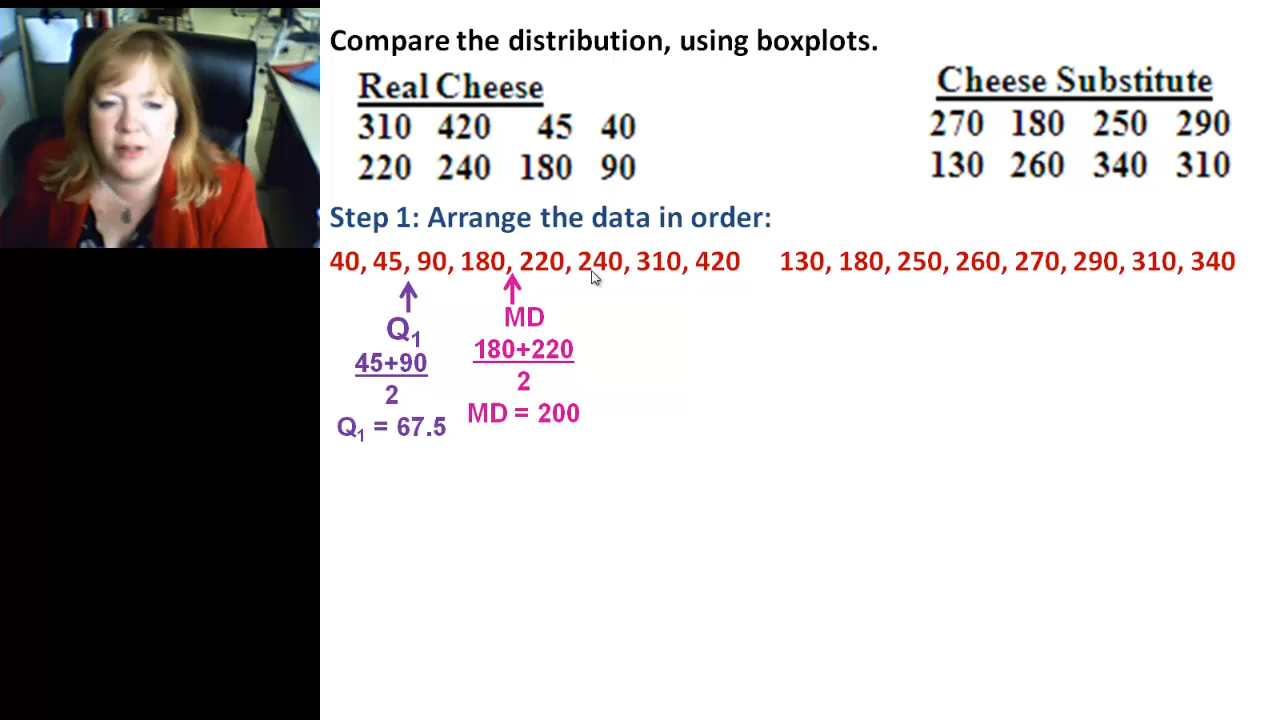 Compare the distribution, using boxplots.
Real Cheese
310 420 45 40
220 240 180 90
Cheese Substitute
270 180 250 290
130 260 340 310
Step 1: Arrange the data in order:
40, 45, 90, 180, 220, 240, 310, 420
130, 180, 250, 260, 270, 290, 310, 340
Q₁
45+90
2
Q₁ = 67.5
MD
180+220
2
MD = 200